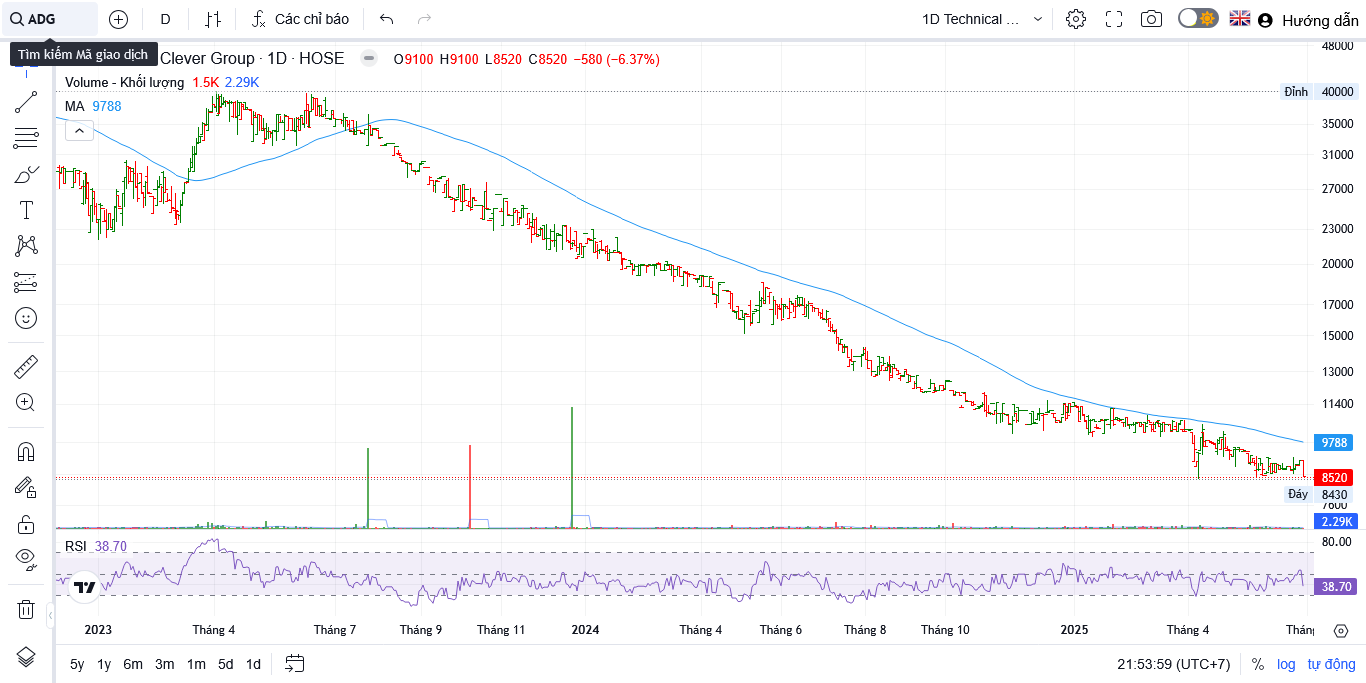 ADG
D
Các chỉ báo
1D Technical ...
Hướng dẫn
Tìm kiếm Mã giao dịch
Clever Group · 1D · HOSE
O9100 H9100 L8520 C8520 −580 (−6.37%)
Volume - Khối lượng 1.5K 2.29K
MA 9788
48000
Đỉnh 40000
35000
31000
27000
23000
20000
17000
15000
13000
11400
9788
8520
Đáy 8430
7600
2.29K
RSI 38.70
80.00
38.70
2023 Tháng 4 Tháng 7 Tháng 9 Tháng 11 2024 Tháng 4 Tháng 6 Tháng 8 Tháng 10 2025 Tháng 4 Thán
5y 1y 6m 3m 1m 5d 1d
21:53:59 (UTC+7) % log tự động